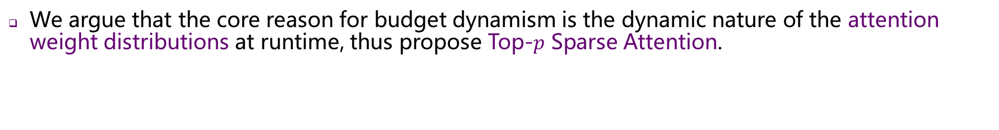 We argue that the core reason for budget dynamism is the dynamic nature of the attention
weight distributions at runtime, thus propose Top-p Sparse Attention.